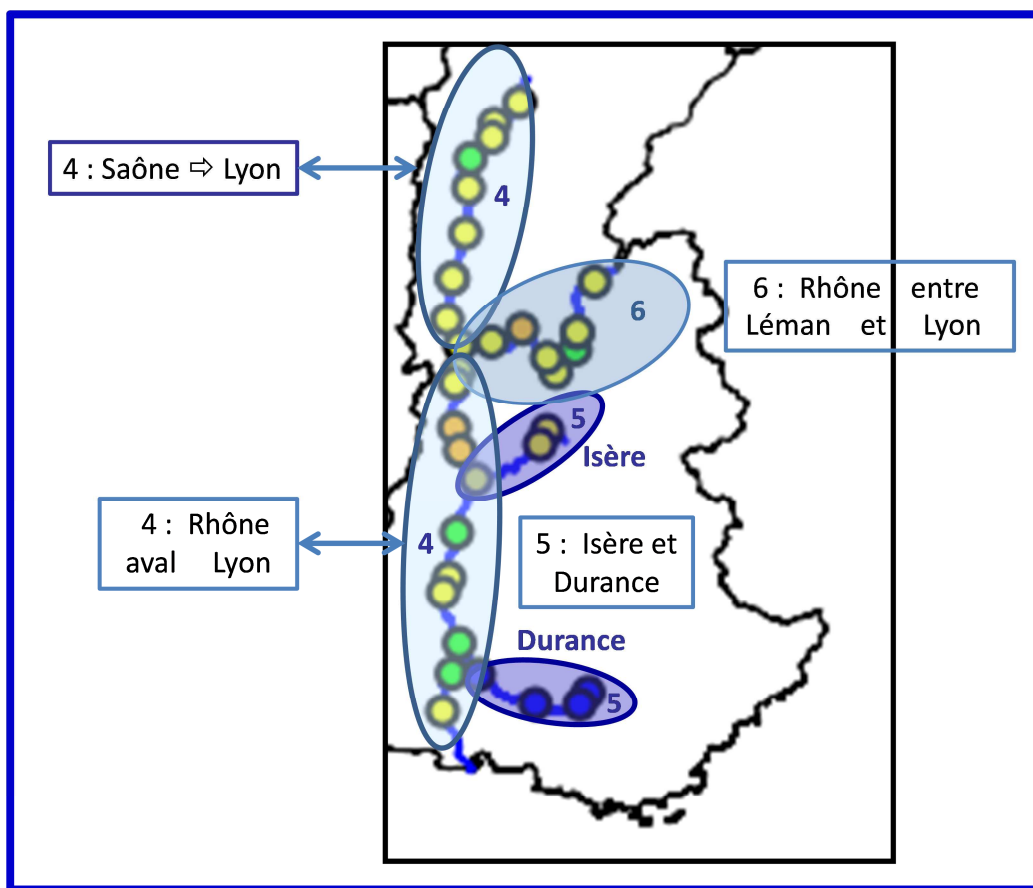 4 : Saône ⇨ Lyon
4
6
6 : Rhône entre
Léman et Lyon
5
Isère
4 : Rhône
aval Lyon
4
5 : Isère et
Durance
Durance
5